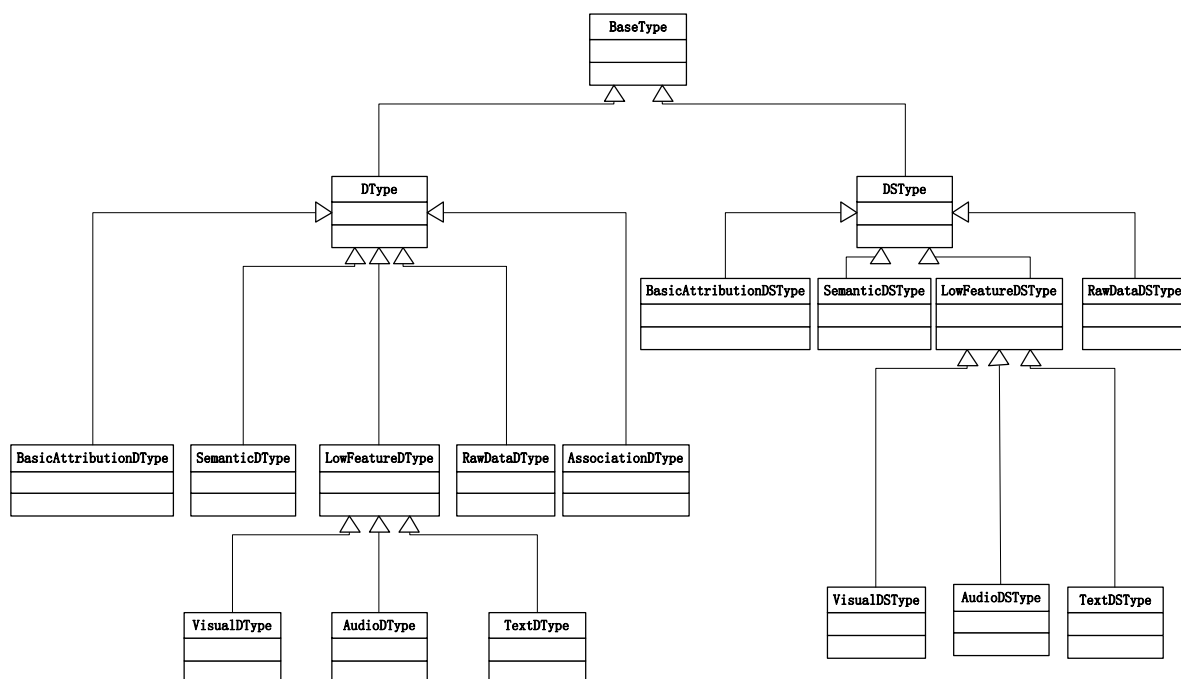 BaseType
DType
DSType
BasicAttributionDSType
SemanticDSType
LowFeatureDSType
RawDataDSType
BasicAttributionDType
SemanticDType
LowFeatureDType
RawDataDType
AssociationDType
VisualDSType
AudioDSType
TextDSType
VisualDType
AudioDType
TextDType